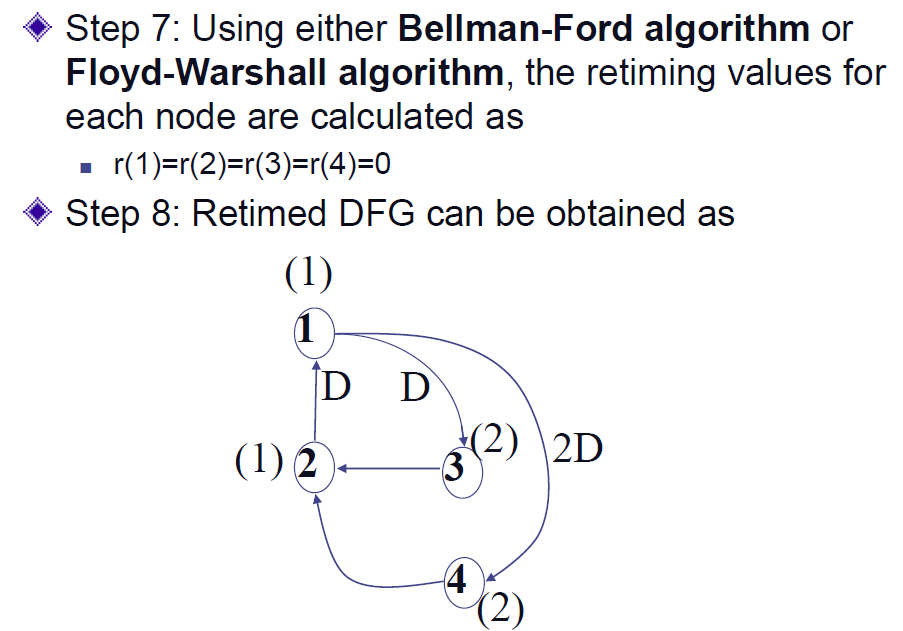 Step 7: Using either Bellman-Ford algorithm or
Floyd-Warshall algorithm, the retiming values for
each node are calculated as
r(1)=r(2)=r(3)=r(4)=0
Step 8: Retimed DFG can be obtained as
(1)
1
D D
(1) 2 3 (2) 2D
4
(2)